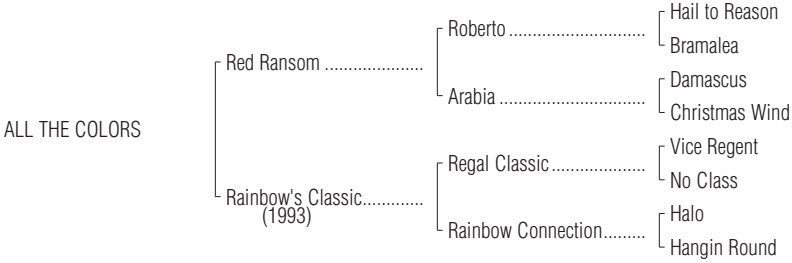 Hail to Reason
Roberto ............................
Bramalea
Red Ransom .....................
Damascus
Arabia ..............................
Christmas Wind
ALL THE COLORS
Vice Regent
Regal Classic....................
No Class
Rainbow's Classic.............
(1993)
Halo
Rainbow Connection.........
Hangin Round